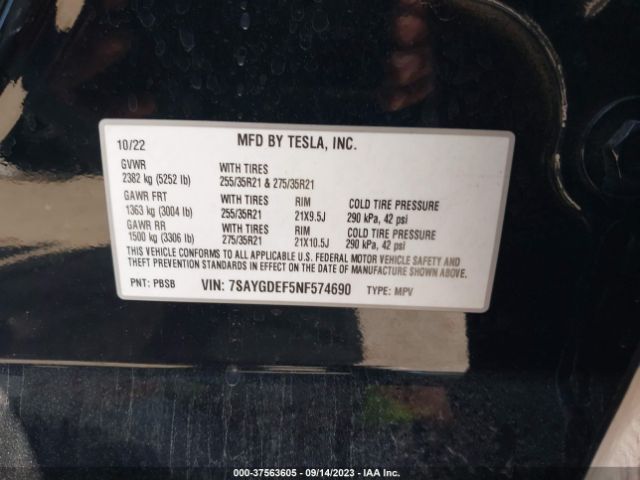 10/22 MFD BY TESLA, INC.
GVWR WITH TIRES
2382 kg (5252 lb) 255/35R21 & 275/35R21
GAWR FRT WITH TIRES RIM COLD TIRE PRESSURE
1363 kg (3004 lb) 255/35R21 21X9.5J 290 kPa, 42 psi
GAWR RR WITH TIRES RIM COLD TIRE PRESSURE
1500 kg (3306 lb) 275/35R21 21X10.5J 290 kPa, 42 psi
THIS VEHICLE CONFORMS TO ALL APPLICABLE U.S. FEDERAL MOTOR VEHICLE SAFETY AND
THEFT PREVENTION STANDARDS IN EFFECT ON THE DATE OF MANUFACTURE SHOWN ABOVE.
PNT: PBSB VIN: 7SAYGDEF5NF574690 TYPE: MPV
000-37563605 - 09/14/2023 - IAA Inc.